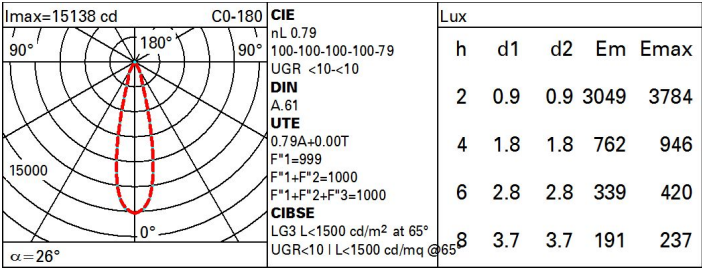 Imax=15138 cd C0-180
90° 180° 90°
15000
0°
α=26°
CIE
nL 0.79
100-100-100-100-79
UGR <10-<10
DIN
A.61
UTE
0.79A+0.00T
F"1=999
F"1+F"2=1000
F"1+F"2+F"3=1000
CIBSE
LG3 L<1500 cd/m² at 65°
UGR<10 | L<1500 cd/mq @65°
Lux
h d1 d2 Em Emax
2 0.9 0.9 3049 3784
4 1.8 1.8 762 946
6 2.8 2.8 339 420
8 3.7 3.7 191 237